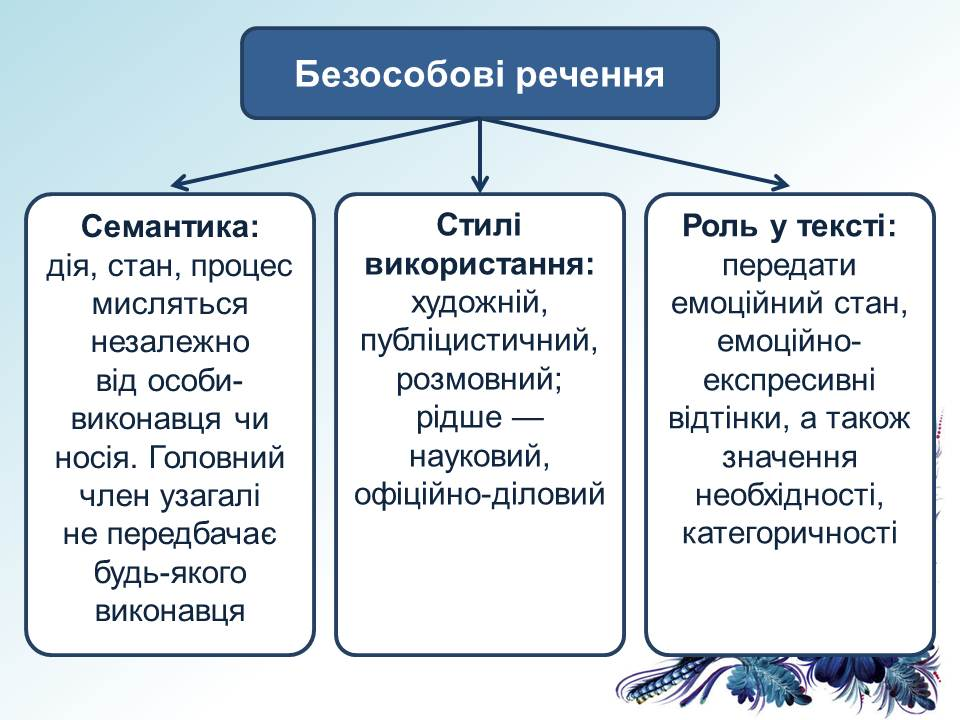 Безособові речення
Семантика:
дія, стан, процес
мисляться
незалежно
від особи-
виконавця чи
носія. Головний
член узагалі
не передбачає
будь-якого
виконавця
Стилі
використання:
художній,
публіцистичний,
розмовний;
рідше —
науковий,
офіційно-діловий
Роль у тексті:
передати
емоційний стан,
емоційно-
експресивні
відтінки, а також
значення
необхідності,
категоричності